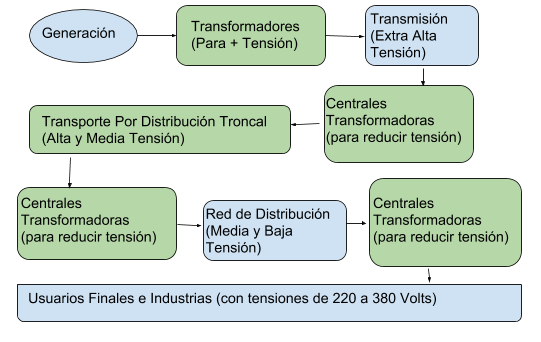 Generación
Transformadores
(Para + Tensión)
Transmisión
(Extra Alta
Tensión)
Centrales
Transformadoras
(para reducir tensión)
Transporte Por Distribución Troncal
(Alta y Media Tensión)
Centrales
Transformadoras
(para reducir tensión)
Red de Distribución
(Media y Baja
Tensión)
Centrales
Transformadoras
(para reducir tensión)
Usuarios Finales e Industrias (con tensiones de 220 a 380 Volts)